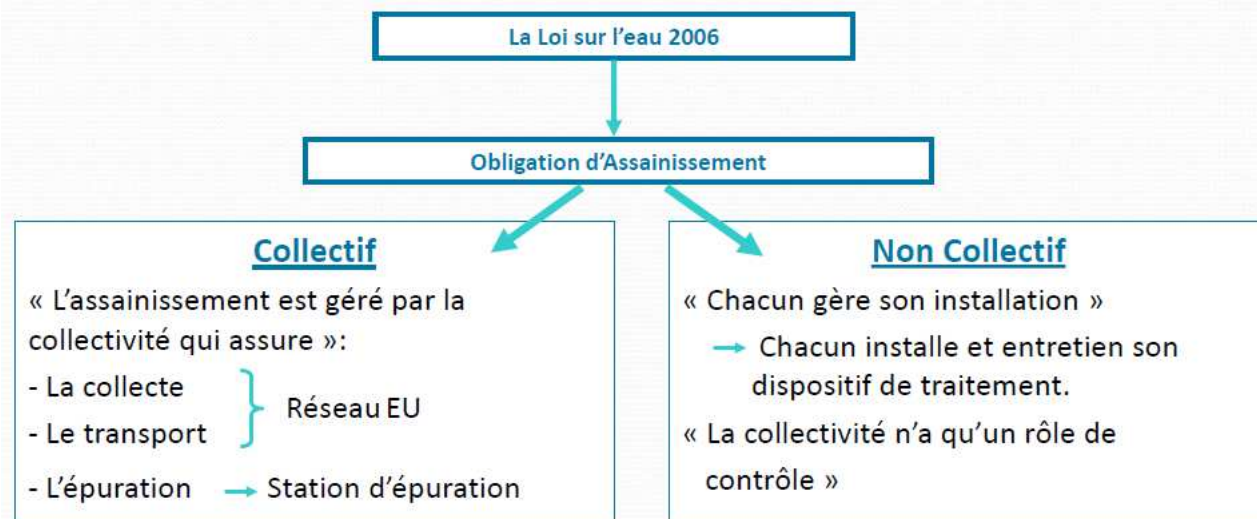 La Loi sur l'eau 2006
Obligation d'Assainissement
Collectif
« L'assainissement est géré par la
collectivité qui assure »:
- La collecte
- Le transport
Réseau EU
- L'épuration → Station d'épuration
Non Collectif
« Chacun gère son installation »
→ Chacun installe et entretien son
dispositif de traitement.
« La collectivité n'a qu'un rôle de
contrôle »